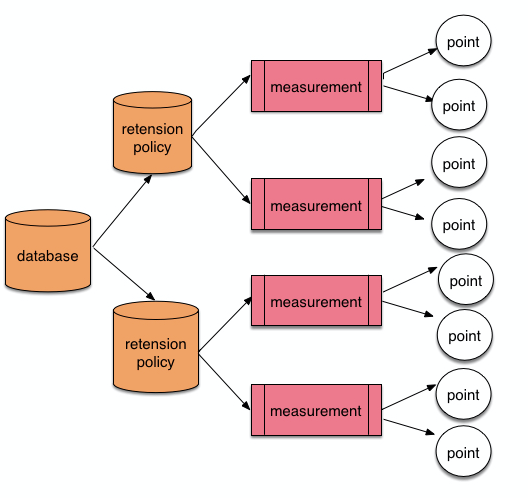 point
measurement
point
retension
policy
point
measurement
point
database
point
measurement
point
retension
policy
point
measurement
point